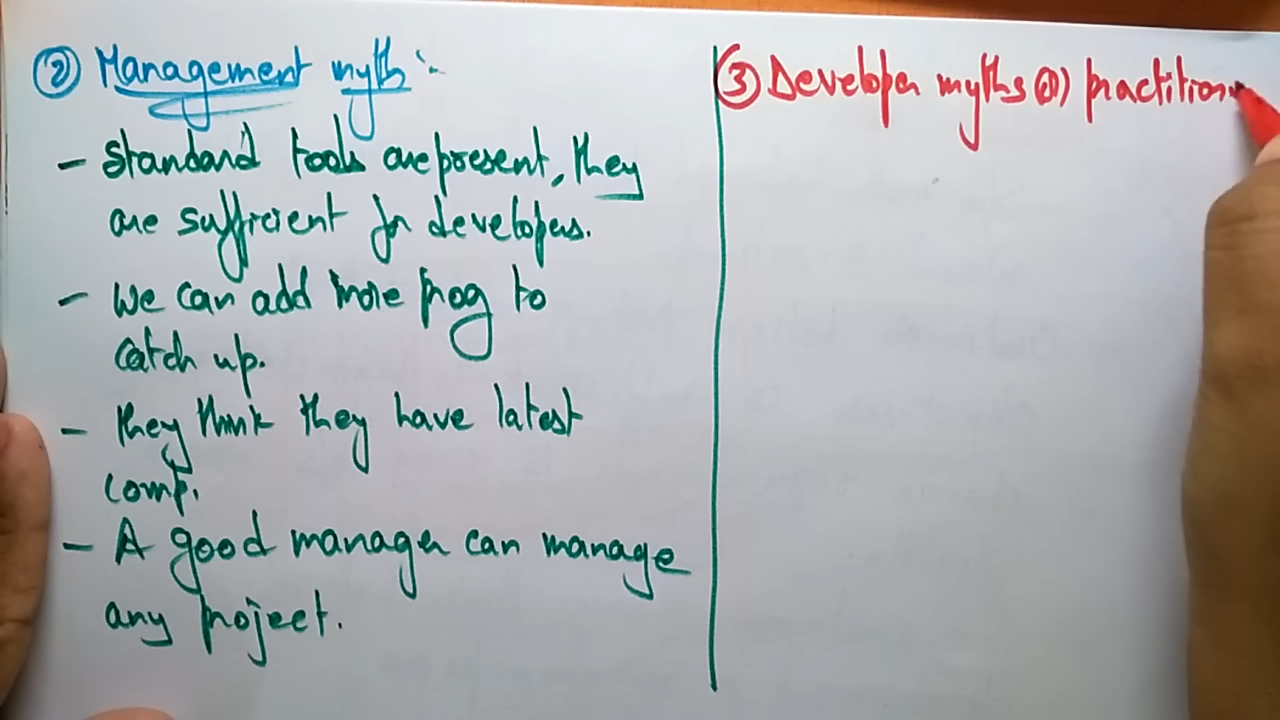 ② Management myth :-
- Standard tools are present, they
are sufficient for developers.
- We can add more prog to
catch up.
- they think they have latest
comp.
- A good manager can manage
any project.
③ Developer myths (or) practition